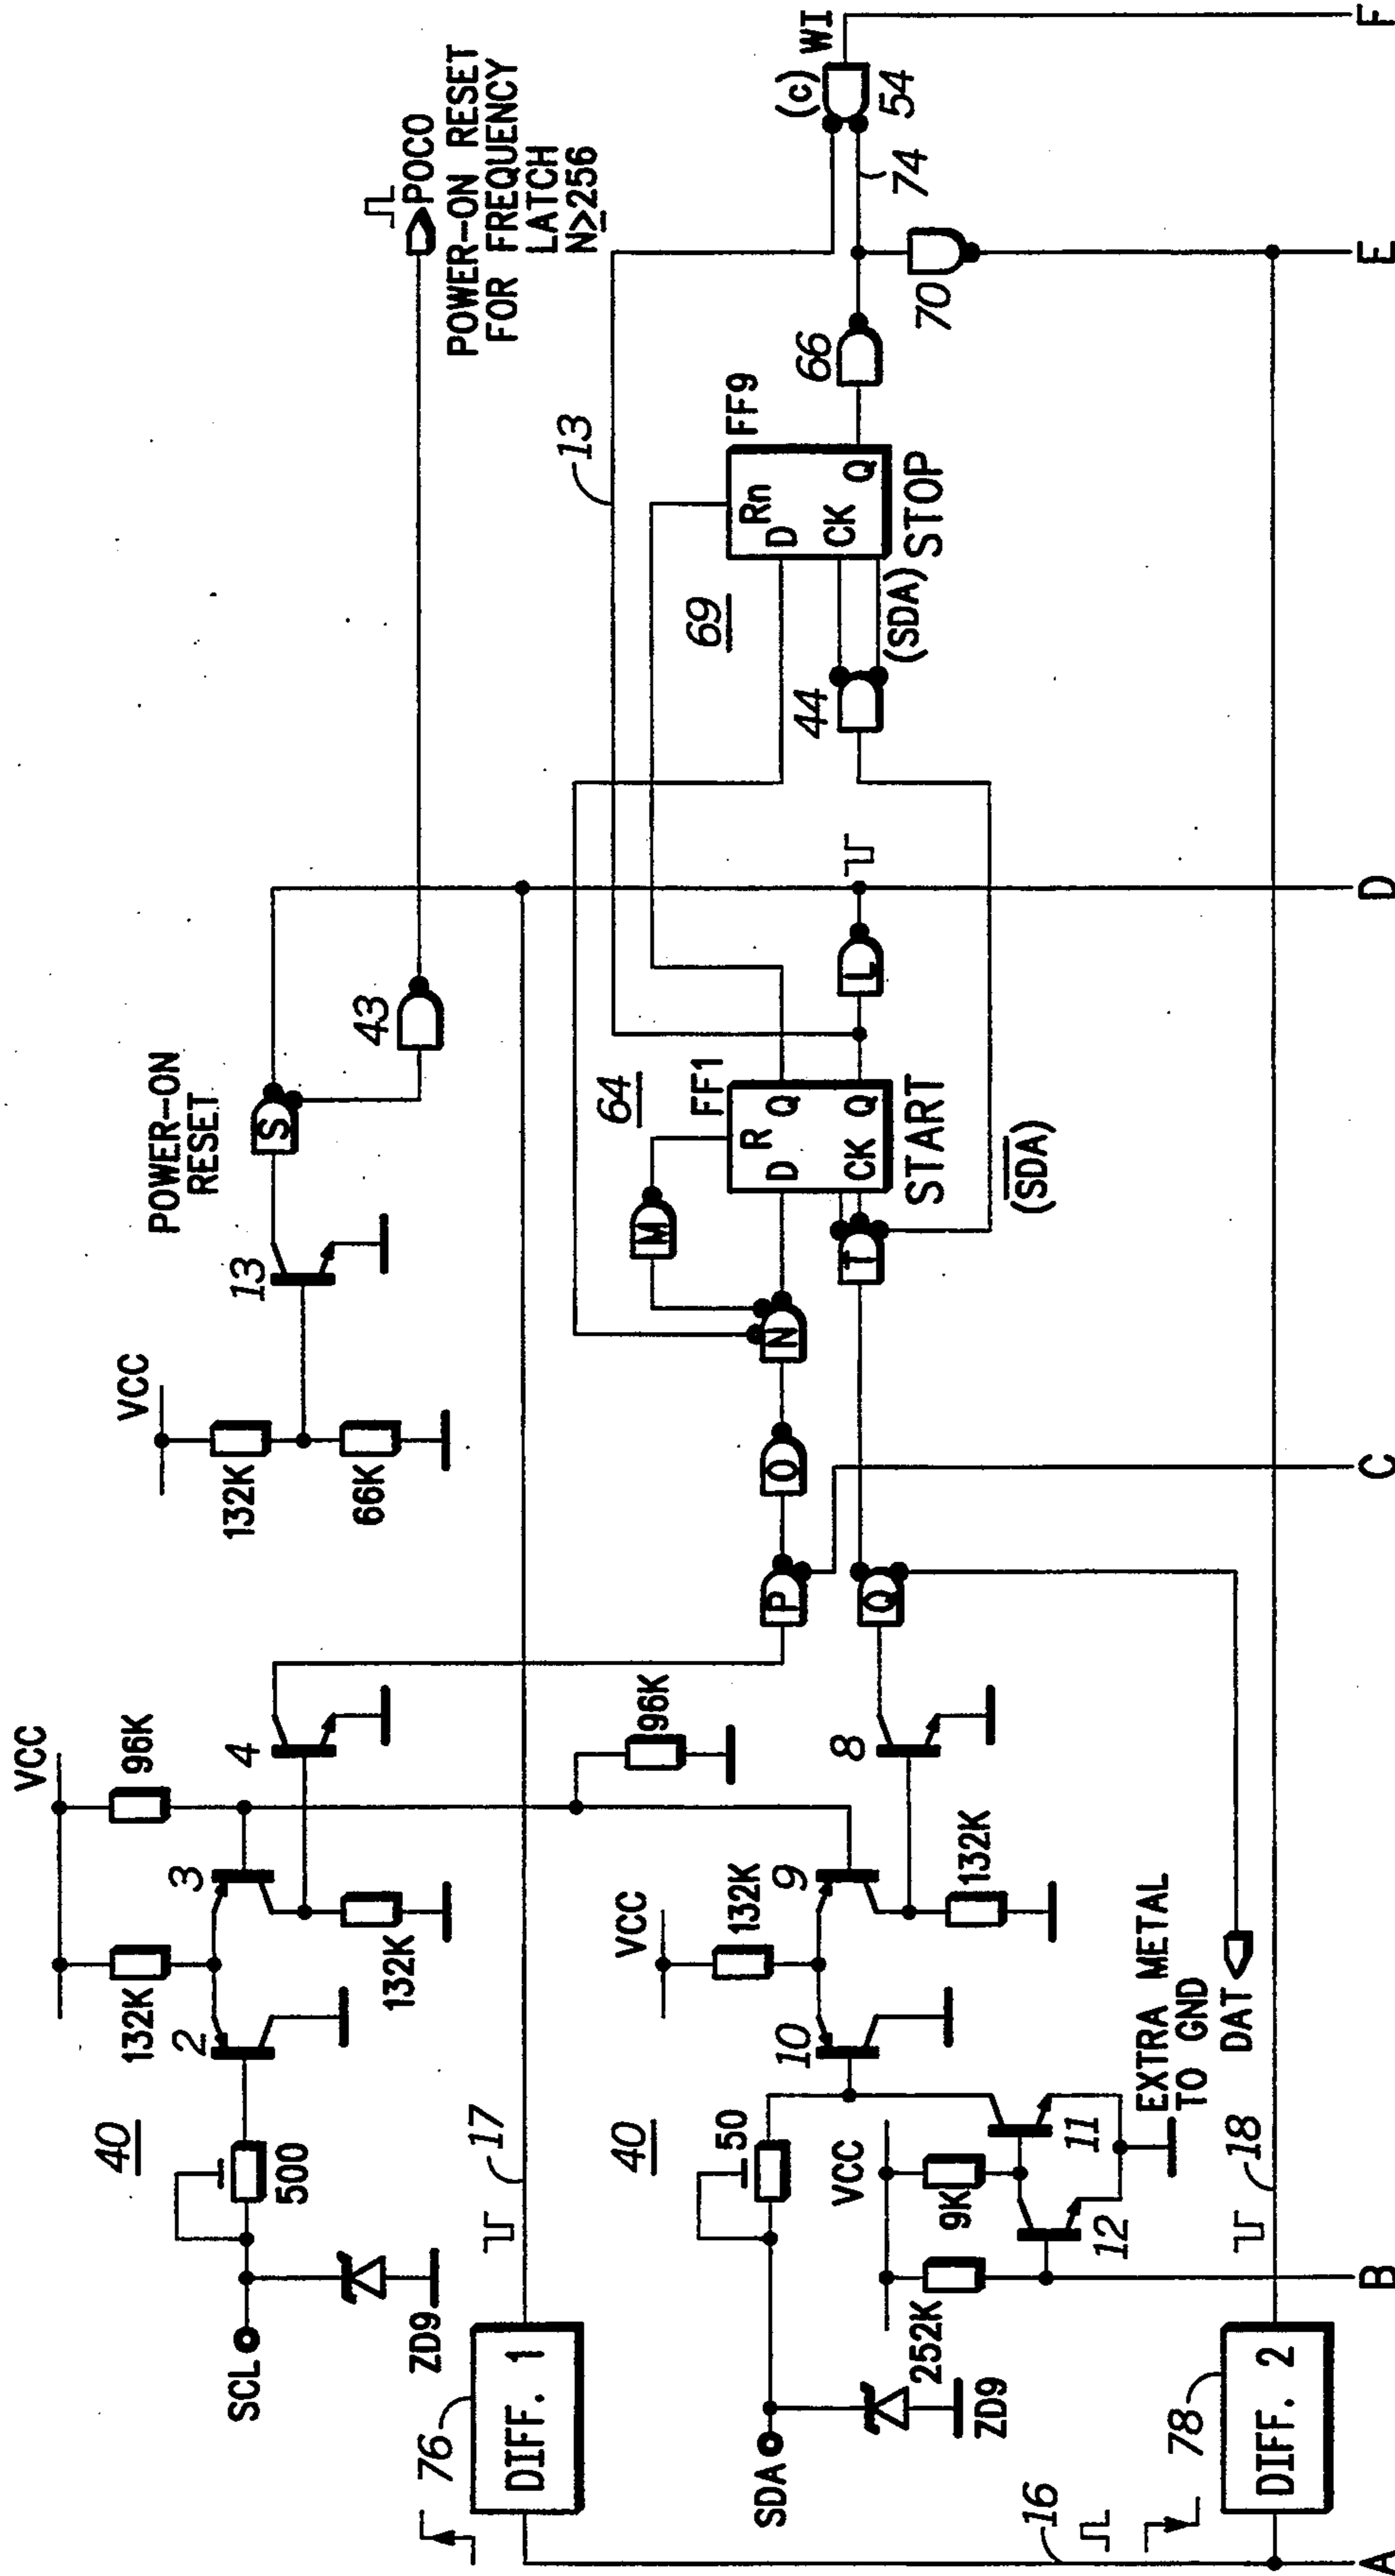 SCL
40
500
ZD9
2
132K
VCC
96K
3
132K
4
96K
76
DIFF. 1
17
SDA
40
50
ZD9
252K
VCC
9K
12
11
EXTRA METAL
TO GND
10
VCC
132K
9
132K
8
DAT
16
78
DIFF. 2
18
VCC
132K
66K
13
POWER-ON
RESET
S
43
POCO
POWER-ON RESET
FOR FREQUENCY
LATCH
N≥256
P
O
N
M
Q
T
64
FF1
R
D
Q
CK
Q
START
(S̅D̅A̅)
L
13
44
69
FF9
Rn
D
CK
Q
(SDA)
STOP
66
70
74
54
(c)
WI
A
B
C
D
E
F